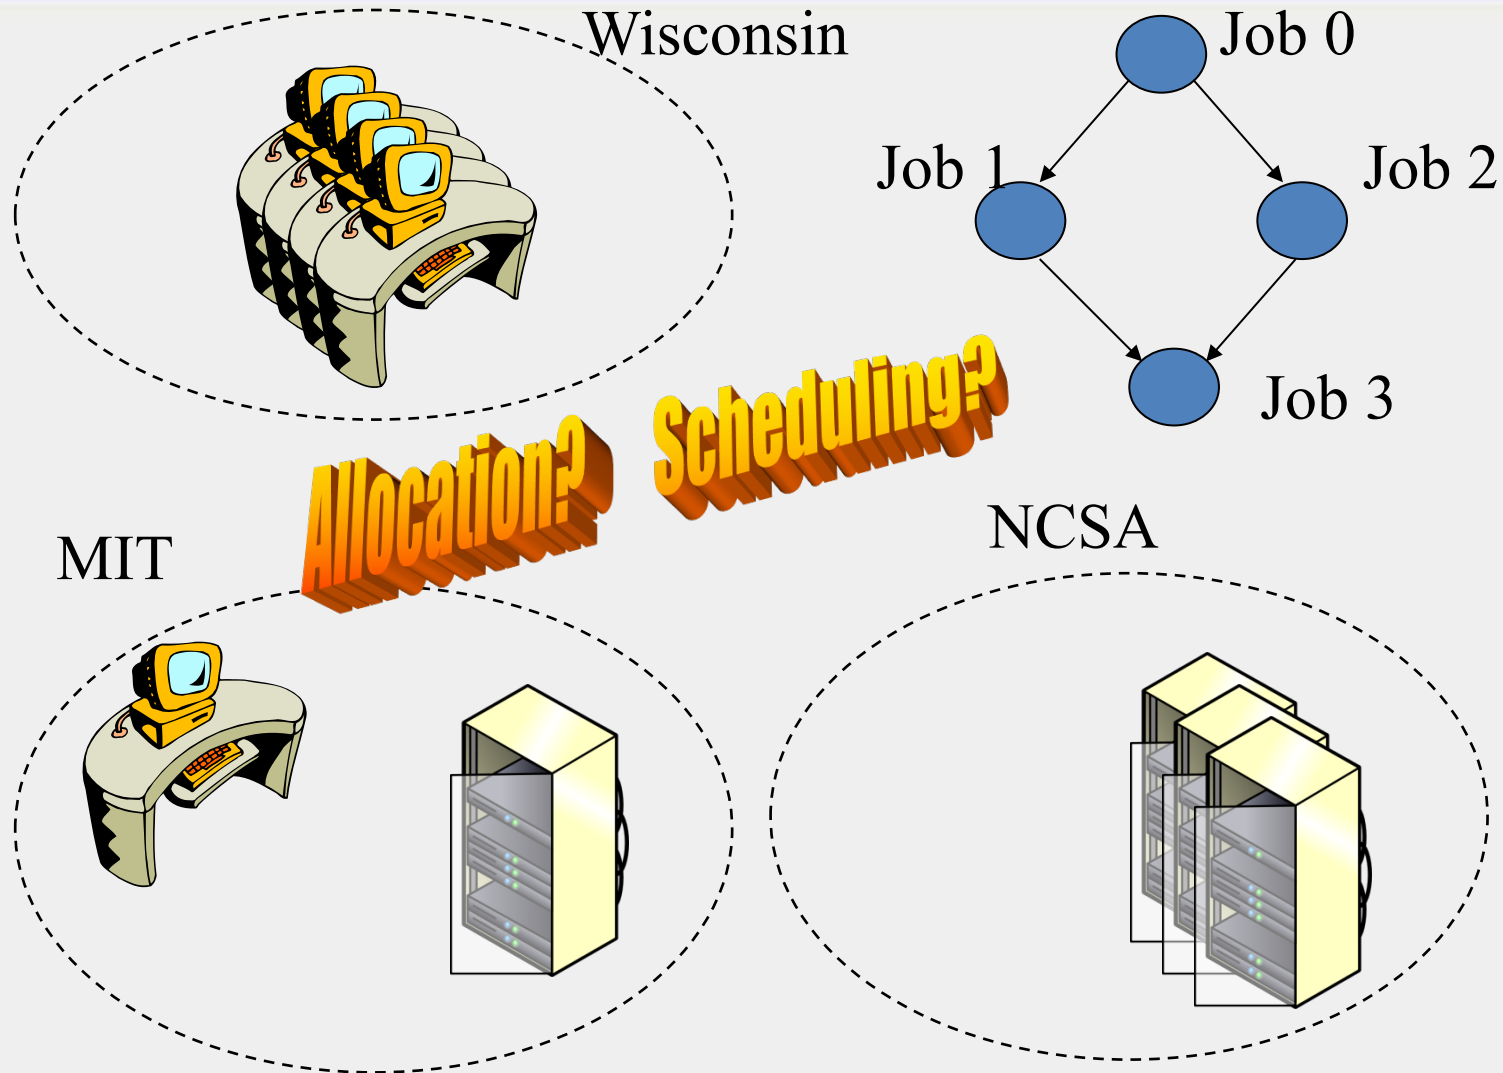 Wisconsin
Job 0
Job 1
Job 2
Job 3
Allocation?
Scheduling?
MIT
NCSA